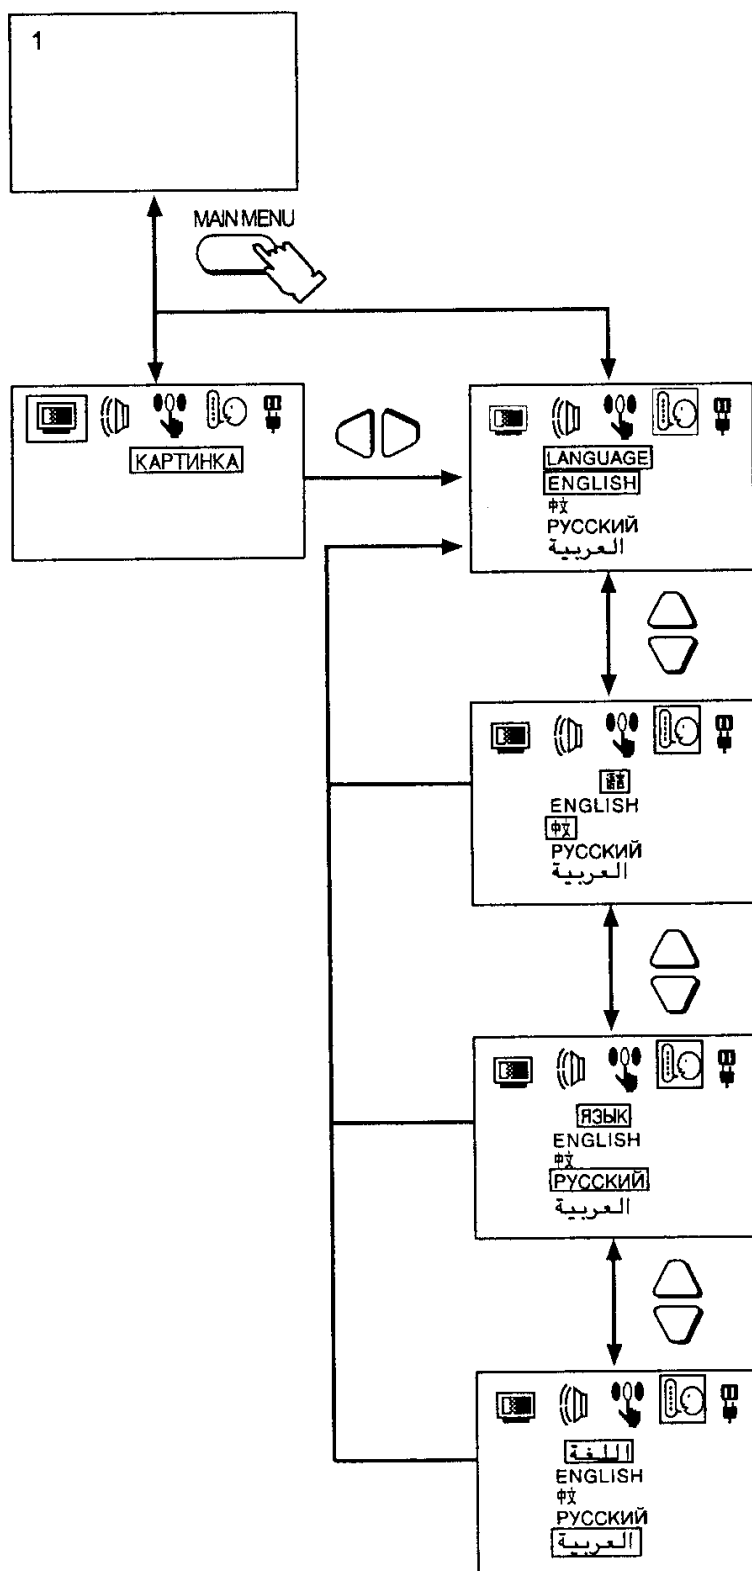 1
MAIN MENU
КАРТИНКА
LANGUAGE
ENGLISH
中文
РУССКИЙ
العربية
ENGLISH
中文
РУССКИЙ
العربية
ЯЗЫК
ENGLISH
中文
РУССКИЙ
العربية
اللغة
ENGLISH
中文
РУССКИЙ
العربية